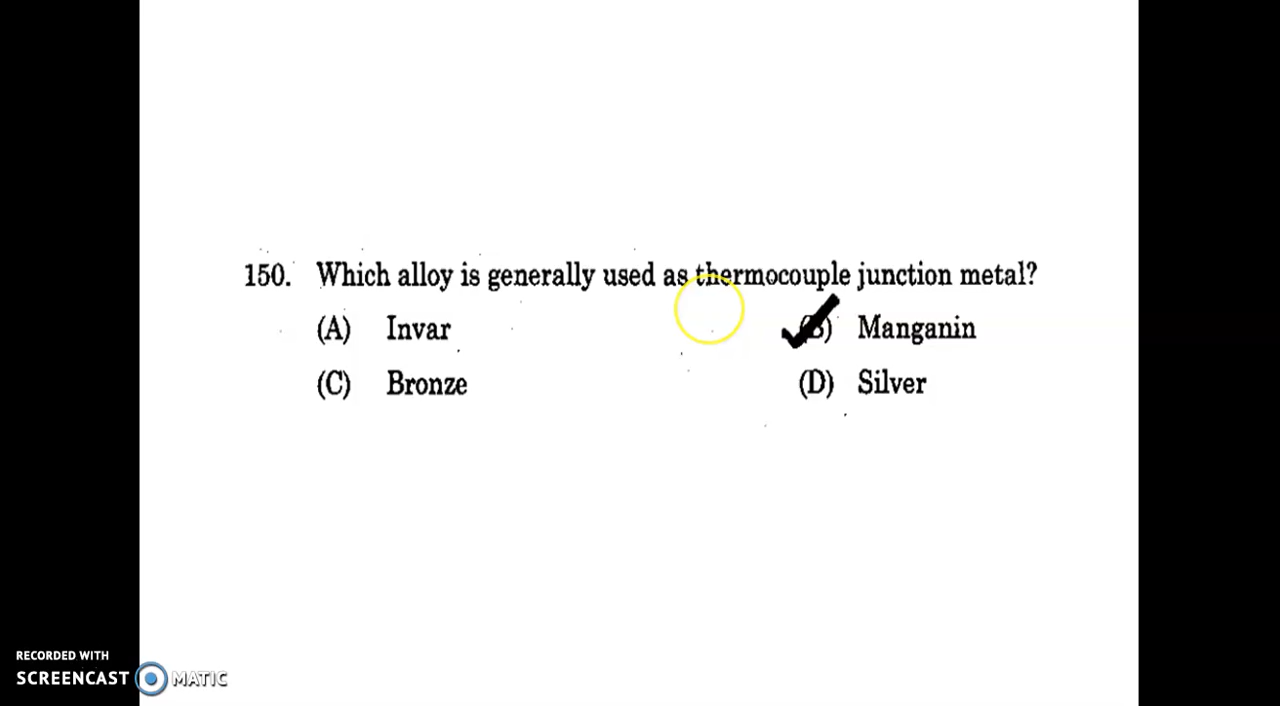 150. Which alloy is generally used as thermocouple junction metal?
(A) Invar (B) Manganin
(C) Bronze (D) Silver
RECORDED WITH
SCREENCAST MATIC